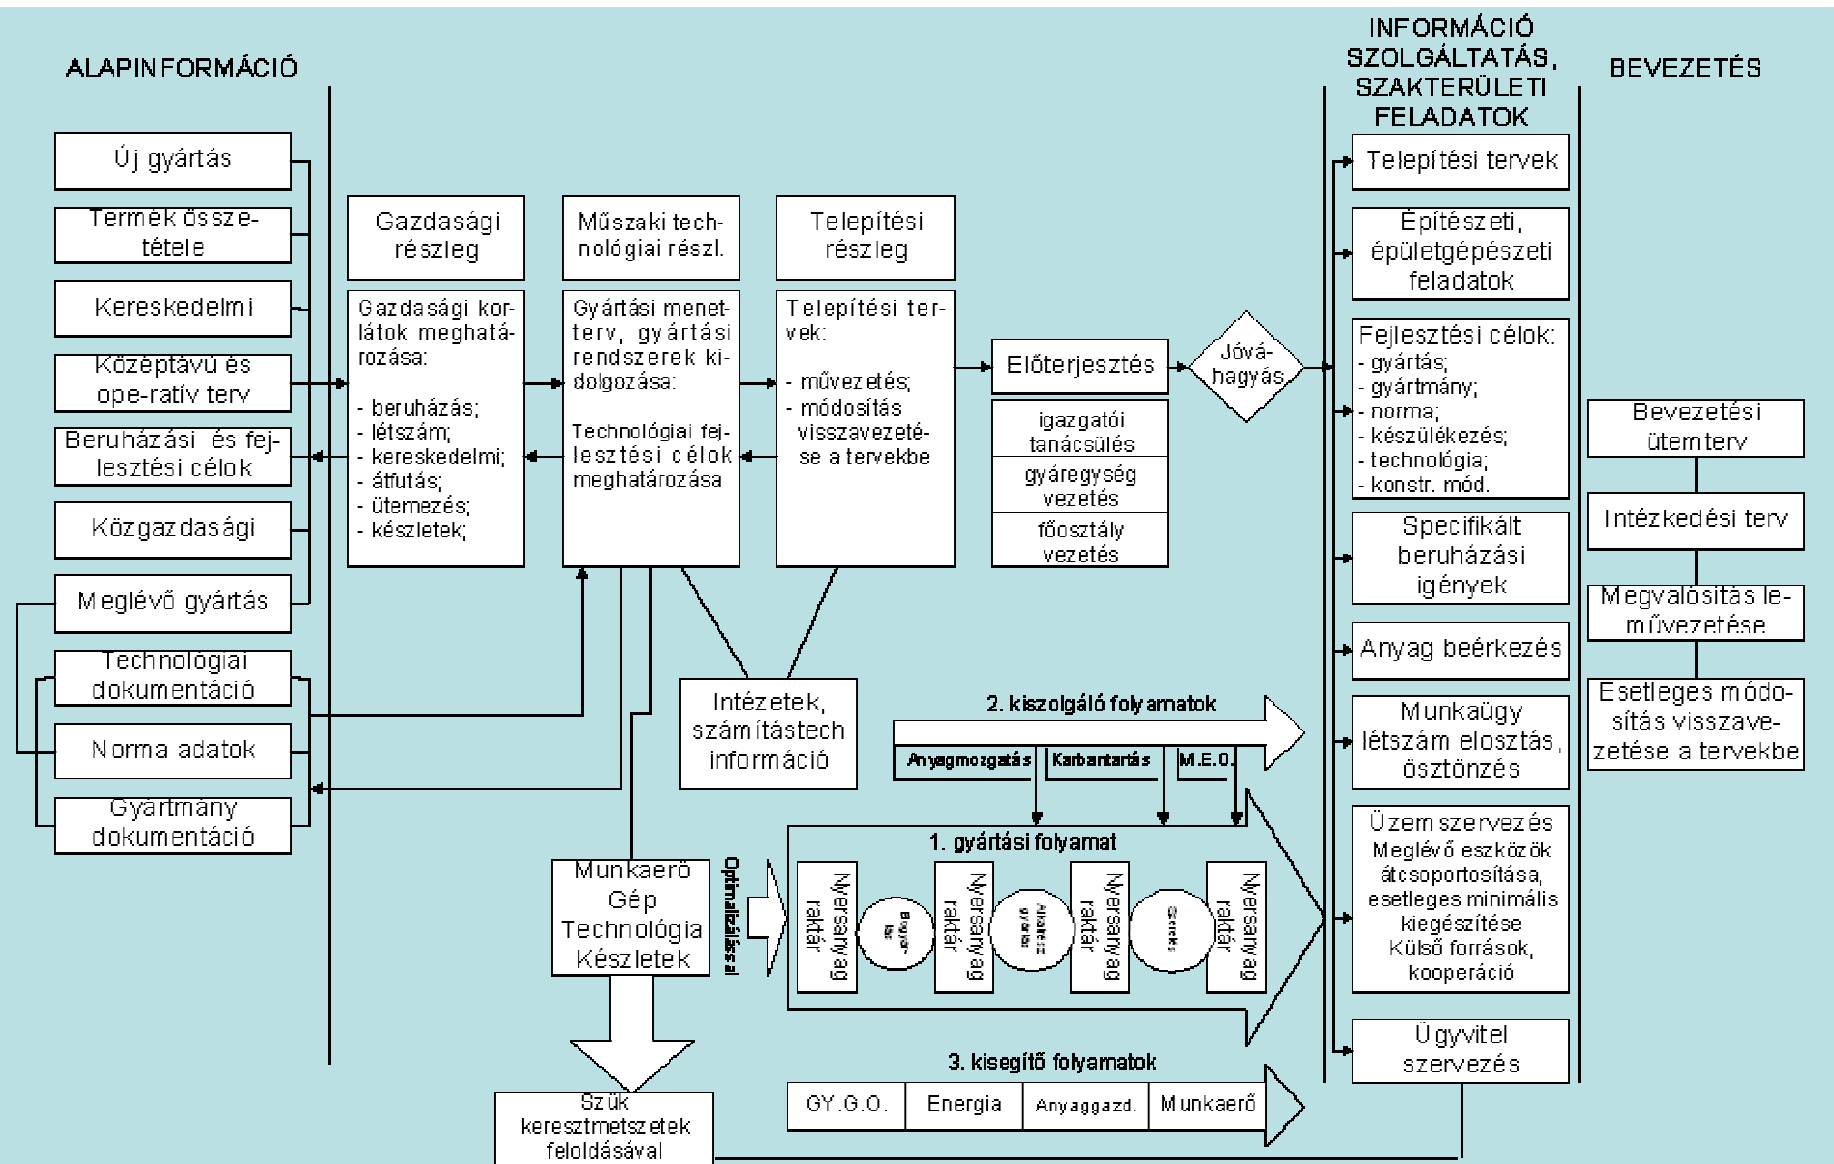 ALAPINFORMÁCIÓ
INFORMÁCIÓ
SZOLGÁLTATÁS,
SZAKTERÜLETI
FELADATOK
BEVEZETÉS
Új gyártás
Termék össze-
tétele
Kereskedelmi
Középtávú és
ope-ratív terv
Beruházási és fej-
lesztési célok
Közgazdasági
Meglévő gyártás
Technológiai
dokumentáció
Norma adatok
Gyártmány
dokumentáció
Gazdasági
részleg
Gazdasági kor-
látok meghatá-
rozása:
- beruházás;
- létszám;
- kereskedelmi;
- átfutás;
- ütemezés;
- készletek;
Műszaki tech-
nológiai részl.
Gyártási menet-
terv, gyártási
rendszerek ki-
dolgozása:
Technológiai fej-
lesztési célok
meghatározása
Telepítési
részleg
Telepítési ter-
vek:
- művezetés;
- módosítás
visszavezeté-
se a tervekbe
Előterjesztés
igazgatói
tanácsülés
gyáregység
vezetés
főosztály
vezetés
Jóvá-
hagyás
Intézetek,
számítástech
információ
Munkaerő
Gép
Technológia
Készletek
Szük
keresztmetszetek
feloldásával
Optimalizálással
2. kiszolgáló folyamatok
Anyagmozgatás
Karbantartás
M.E.O.
1. gyártási folyamat
Nyersanyag
raktár
Nyersanyag
raktár
Alkatrész
gyártás
Nyersanyag
raktár
Szerelés
Nyersanyag
raktár
3. kisegítő folyamatok
GY.G.O.
Energia
Anyaggazd.
Munkaerő
Telepítési tervek
Építészeti,
épületgépészeti
feladatok
Fejlesztési célok:
- gyártás;
- gyártmány;
- norma;
- készülékezés;
- technológia;
- konstr. mód.
Specifikált
beruházási
igények
Anyag beérkezés
Munkaügy
létszám elosztás,
ösztönzés
Üzemszervezés
Meglévő eszközök
átcsoportosítása,
esetleges minimális
kiegészítése
Külső források,
kooperáció
Ügyvitel
szervezés
Bevezetési
ütemterv
Intézkedési terv
Megvalósítás le-
művezetése
Esetleges módo-
sítás visszave-
zetése a tervekbe